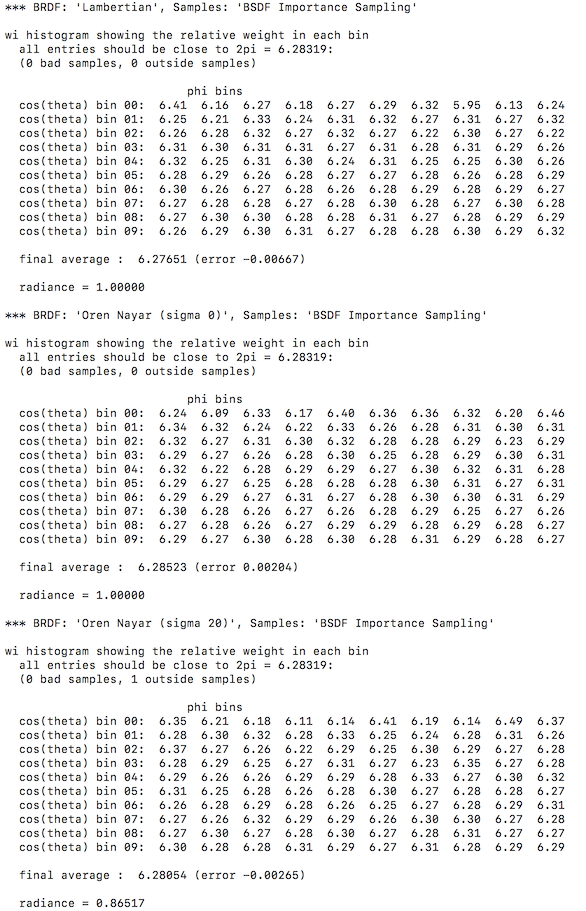 *** BRDF: 'Lambertian', Samples: 'BSDF Importance Sampling'
wi histogram showing the relative weight in each bin
all entries should be close to 2pi = 6.28319:
(0 bad samples, 0 outside samples)
phi bins
cos(theta) bin 00: 6.41 6.16 6.27 6.18 6.27 6.29 6.32 5.95 6.13 6.24
cos(theta) bin 01: 6.25 6.21 6.33 6.24 6.31 6.32 6.27 6.31 6.27 6.32
cos(theta) bin 02: 6.26 6.28 6.32 6.27 6.32 6.27 6.22 6.30 6.27 6.22
cos(theta) bin 03: 6.31 6.30 6.31 6.31 6.27 6.31 6.28 6.31 6.29 6.26
cos(theta) bin 04: 6.32 6.25 6.31 6.30 6.24 6.31 6.25 6.25 6.30 6.26
cos(theta) bin 05: 6.28 6.29 6.26 6.28 6.27 6.27 6.28 6.26 6.28 6.29
cos(theta) bin 06: 6.30 6.26 6.27 6.28 6.26 6.28 6.29 6.28 6.29 6.27
cos(theta) bin 07: 6.27 6.28 6.28 6.27 6.28 6.30 6.28 6.27 6.30 6.28
cos(theta) bin 08: 6.27 6.30 6.30 6.28 6.28 6.31 6.27 6.28 6.29 6.29
cos(theta) bin 09: 6.26 6.29 6.30 6.31 6.27 6.28 6.28 6.30 6.29 6.32
final average : 6.27651 (error -0.00667)
radiance = 1.00000
*** BRDF: 'Oren Nayar (sigma 0)', Samples: 'BSDF Importance Sampling'
wi histogram showing the relative weight in each bin
all entries should be close to 2pi = 6.28319:
(0 bad samples, 0 outside samples)
phi bins
cos(theta) bin 00: 6.24 6.09 6.33 6.17 6.40 6.36 6.36 6.32 6.20 6.46
cos(theta) bin 01: 6.34 6.32 6.24 6.22 6.33 6.26 6.28 6.31 6.30 6.31
cos(theta) bin 02: 6.32 6.27 6.31 6.30 6.32 6.28 6.28 6.29 6.23 6.29
cos(theta) bin 03: 6.29 6.27 6.26 6.28 6.30 6.25 6.28 6.29 6.30 6.31
cos(theta) bin 04: 6.32 6.22 6.28 6.29 6.29 6.27 6.30 6.32 6.31 6.28
cos(theta) bin 05: 6.29 6.27 6.25 6.28 6.28 6.28 6.30 6.31 6.27 6.31
cos(theta) bin 06: 6.29 6.29 6.27 6.31 6.27 6.28 6.30 6.30 6.31 6.29
cos(theta) bin 07: 6.30 6.28 6.26 6.27 6.26 6.28 6.29 6.25 6.27 6.26
cos(theta) bin 08: 6.27 6.28 6.26 6.27 6.29 6.29 6.28 6.29 6.28 6.27
cos(theta) bin 09: 6.29 6.27 6.30 6.28 6.30 6.28 6.31 6.29 6.28 6.27
final average : 6.28523 (error 0.00204)
radiance = 1.00000
*** BRDF: 'Oren Nayar (sigma 20)', Samples: 'BSDF Importance Sampling'
wi histogram showing the relative weight in each bin
all entries should be close to 2pi = 6.28319:
(0 bad samples, 1 outside samples)
phi bins
cos(theta) bin 00: 6.35 6.21 6.18 6.11 6.14 6.41 6.19 6.14 6.49 6.37
cos(theta) bin 01: 6.28 6.30 6.32 6.28 6.33 6.25 6.24 6.28 6.31 6.26
cos(theta) bin 02: 6.37 6.27 6.26 6.22 6.29 6.25 6.30 6.29 6.27 6.28
cos(theta) bin 03: 6.28 6.29 6.25 6.27 6.31 6.27 6.23 6.35 6.27 6.28
cos(theta) bin 04: 6.29 6.26 6.26 6.29 6.29 6.28 6.33 6.27 6.30 6.32
cos(theta) bin 05: 6.31 6.25 6.28 6.26 6.28 6.30 6.27 6.28 6.28 6.27
cos(theta) bin 06: 6.26 6.28 6.29 6.28 6.26 6.25 6.27 6.28 6.29 6.31
cos(theta) bin 07: 6.27 6.26 6.32 6.29 6.29 6.26 6.30 6.30 6.27 6.28
cos(theta) bin 08: 6.27 6.30 6.27 6.28 6.30 6.27 6.28 6.31 6.27 6.27
cos(theta) bin 09: 6.30 6.28 6.28 6.31 6.29 6.27 6.31 6.28 6.29 6.29
final average : 6.28054 (error -0.00265)
radiance = 0.86517